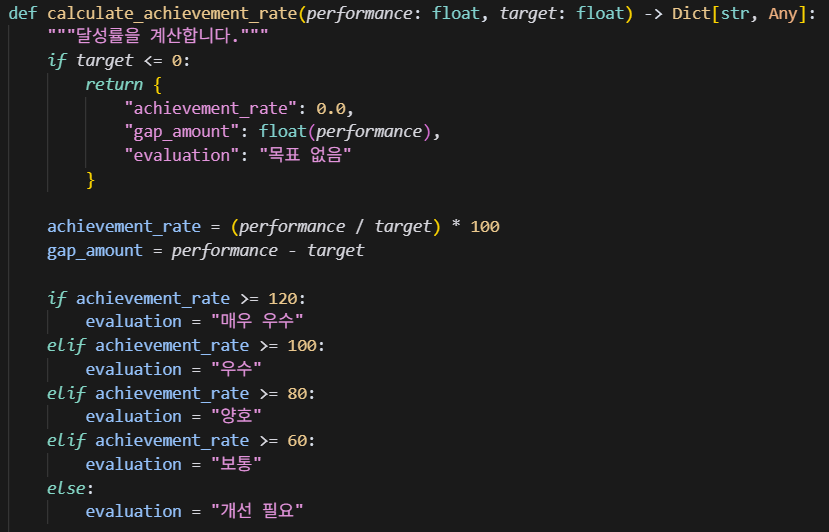 def calculate_achievement_rate(performance: float, target: float) -> Dict[str, Any]:
    """달성률을 계산합니다."""
    if target <= 0:
        return {
            "achievement_rate": 0.0,
            "gap_amount": float(performance),
            "evaluation": "목표 없음"
        }

    achievement_rate = (performance / target) * 100
    gap_amount = performance - target

    if achievement_rate >= 120:
        evaluation = "매우 우수"
    elif achievement_rate >= 100:
        evaluation = "우수"
    elif achievement_rate >= 80:
        evaluation = "양호"
    elif achievement_rate >= 60:
        evaluation = "보통"
    else:
        evaluation = "개선 필요"